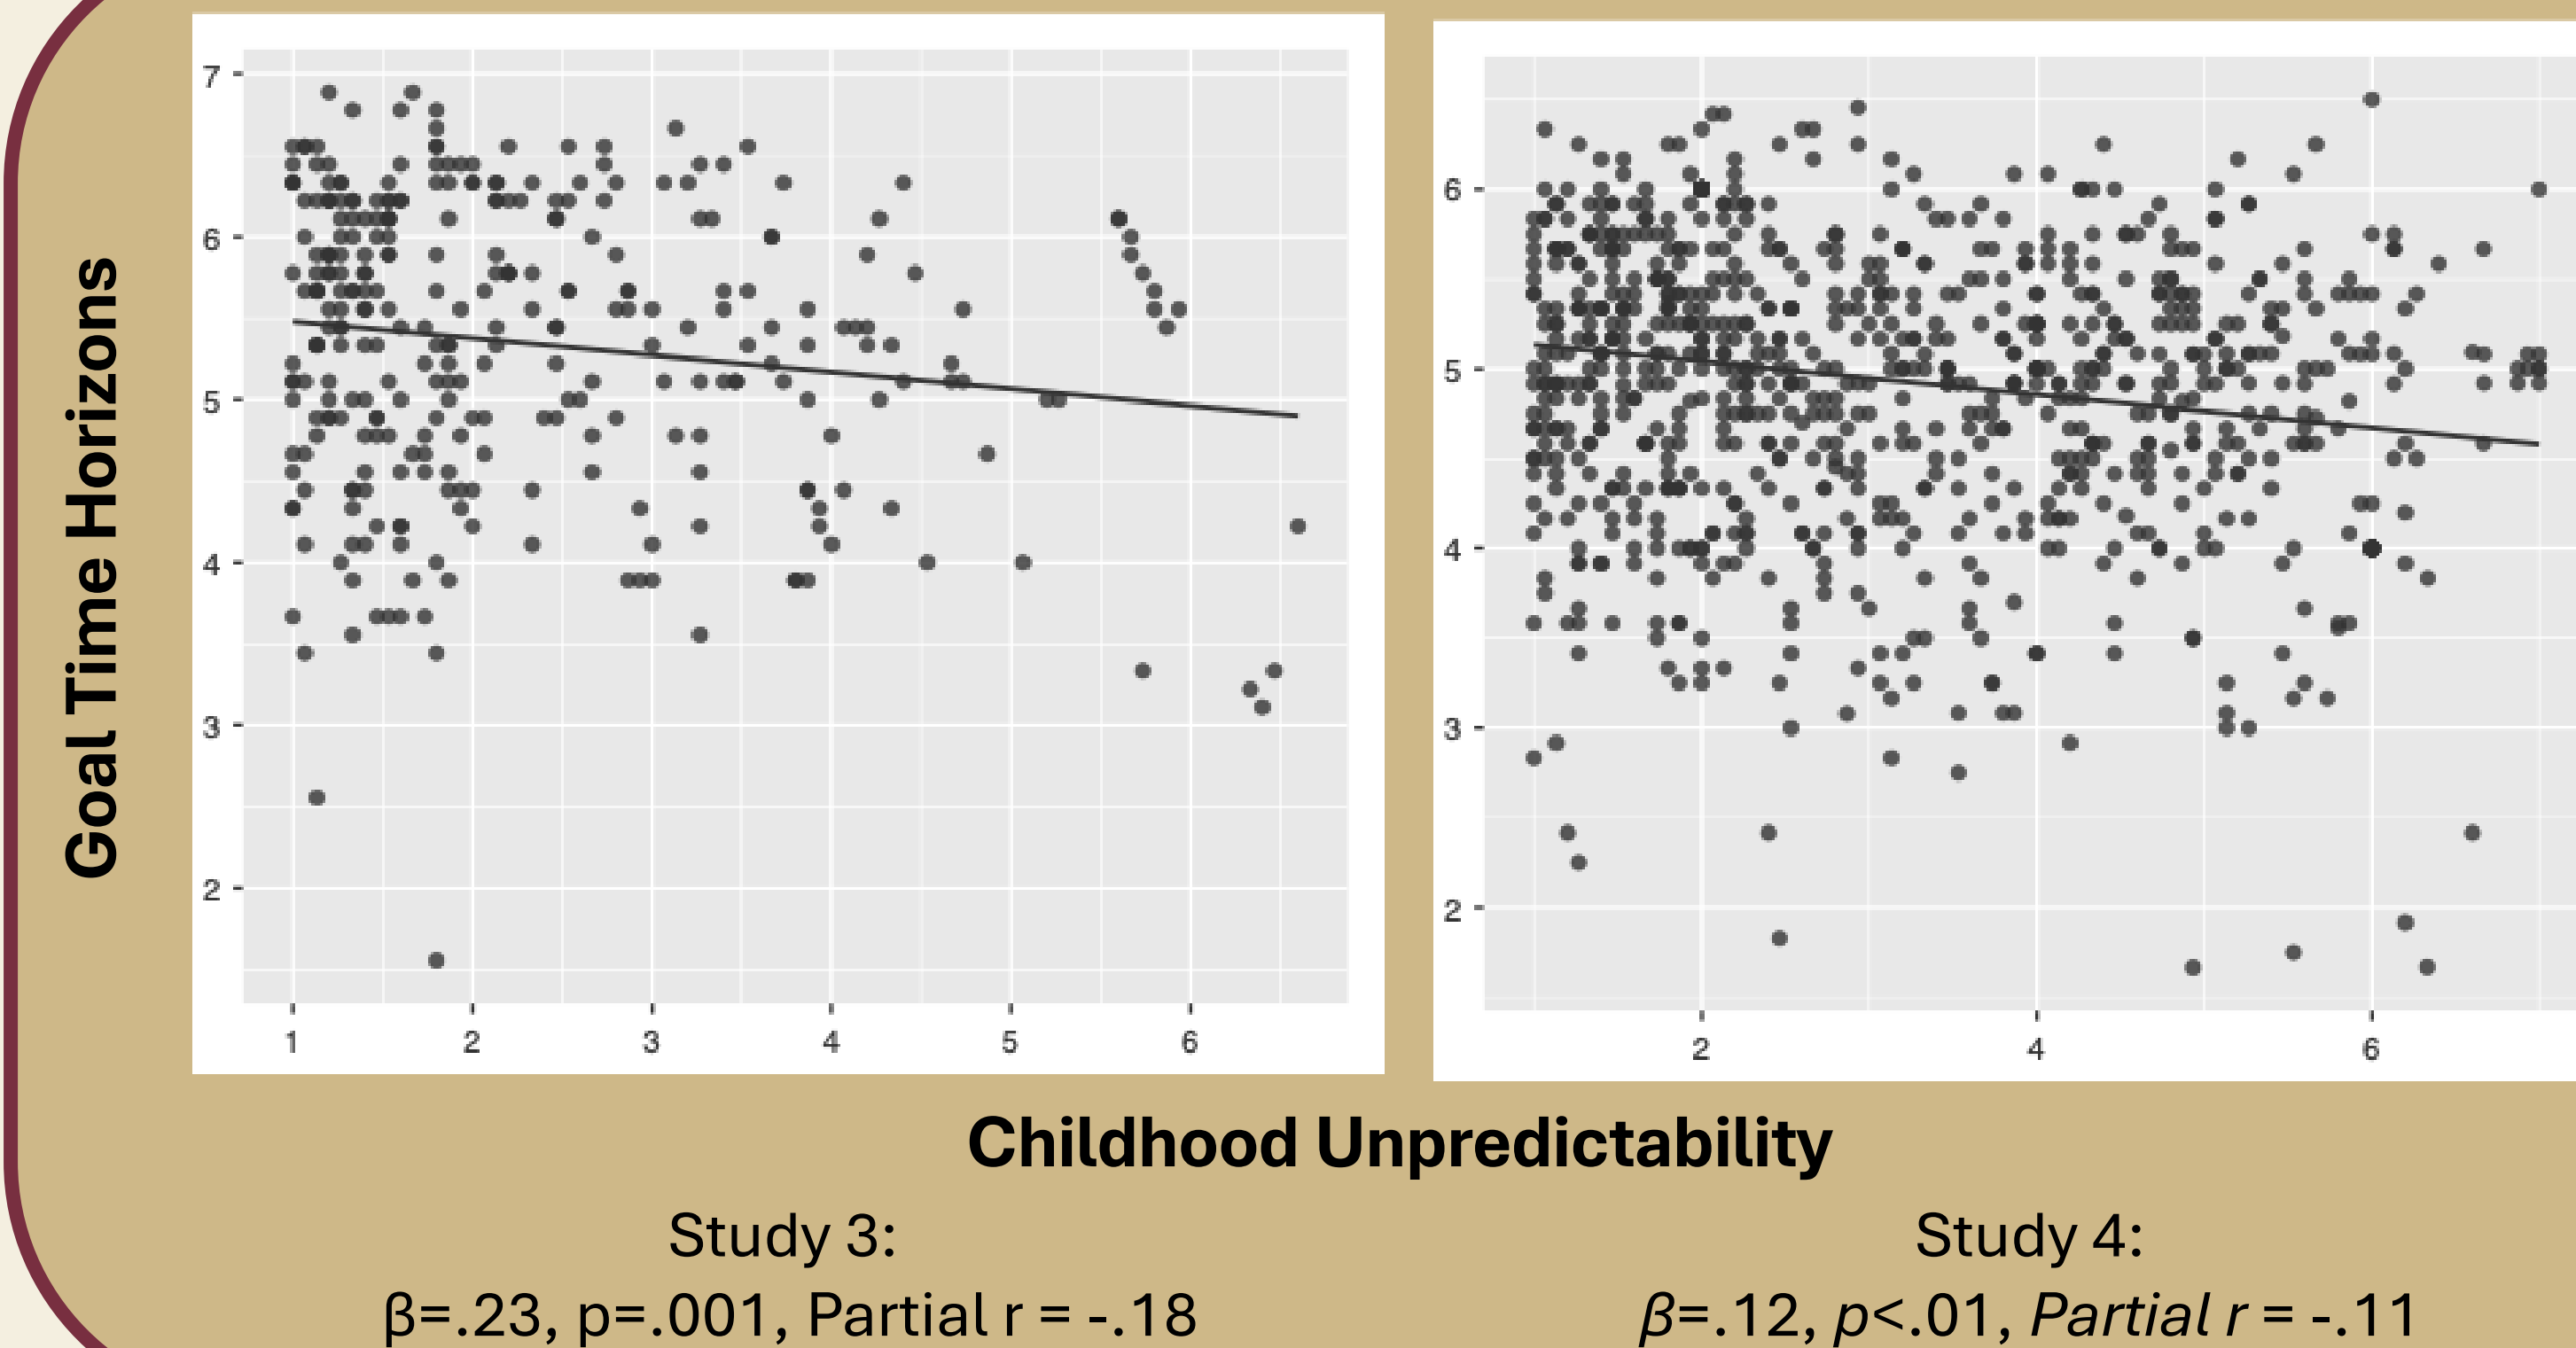 Goal Time Horizons
7
6
5
4
3
2
1 2 3 4 5 6
6
5
4
3
2
2 4 6
Childhood Unpredictability
Study 3:
β=.23, p=.001, Partial r = -.18
Study 4:
β=.12, p<.01, Partial r = -.11